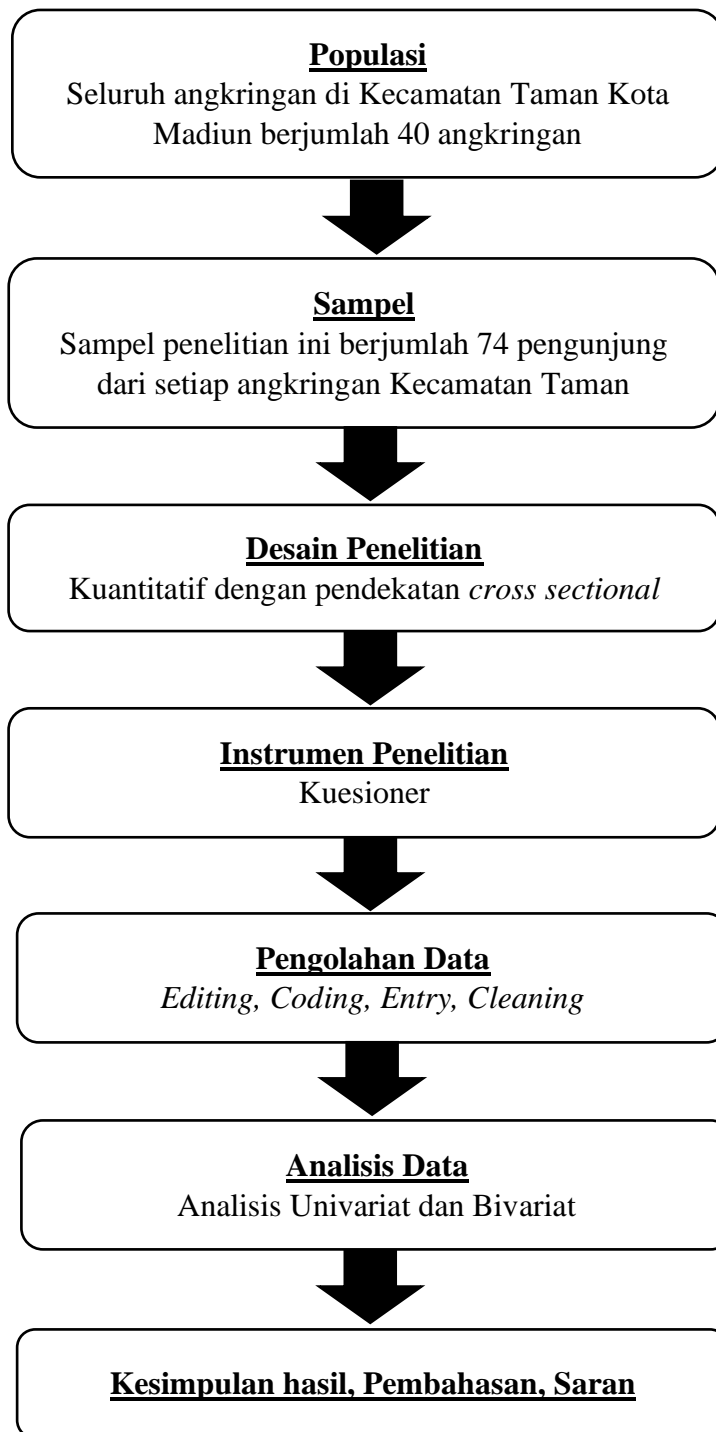 Populasi
Seluruh angkringan di Kecamatan Taman Kota
Madiun berjumlah 40 angkringan
Sampel
Sampel penelitian ini berjumlah 74 pengunjung
dari setiap angkringan Kecamatan Taman
Desain Penelitian
Kuantitatif dengan pendekatan cross sectional
Instrumen Penelitian
Kuesioner
Pengolahan Data
Editing, Coding, Entry, Cleaning
Analisis Data
Analisis Univariat dan Bivariat
Kesimpulan hasil, Pembahasan, Saran